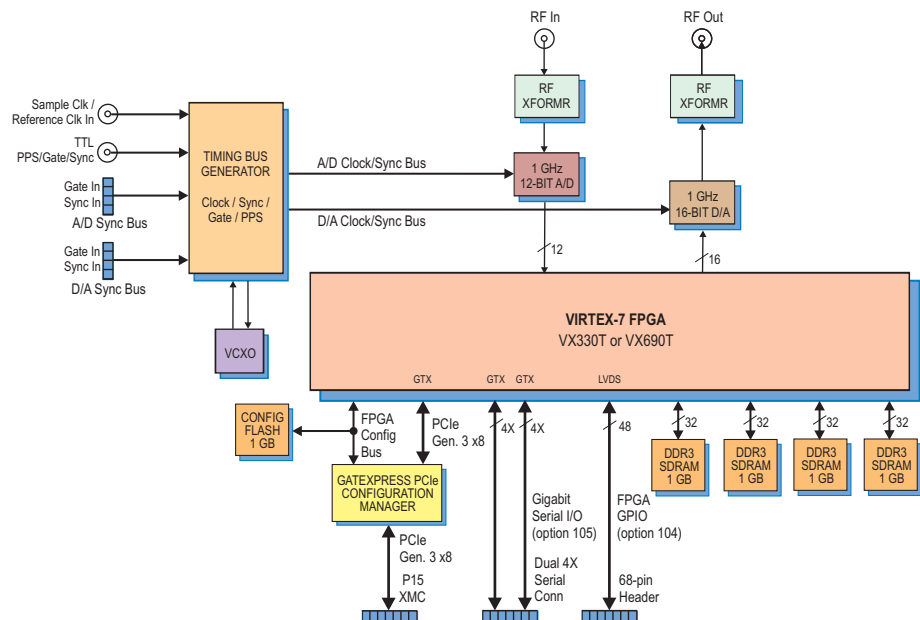 RF In
RF Out
RF
XFORMR
RF
XFORMR
Sample Clk /
Reference Clk In
TTL
PPS/Gate/Sync
Gate In
Sync In
A/D Sync Bus
Gate In
Sync In
D/A Sync Bus
TIMING BUS
GENERATOR
Clock / Sync /
Gate / PPS
VCXO
A/D Clock/Sync Bus
D/A Clock/Sync Bus
1 GHz
12-BIT A/D
1 GHz
16-BIT D/A
12
16
VIRTEX-7 FPGA
VX330T or VX690T
GTX
GTX
GTX
LVDS
CONFIG
FLASH
1 GB
FPGA
Config
Bus
PCIe
Gen. 3 x8
4X
4X
48
32
32
32
32
DDR3
SDRAM
1 GB
DDR3
SDRAM
1 GB
DDR3
SDRAM
1 GB
DDR3
SDRAM
1 GB
GATEXPRESS PCIe
CONFIGURATION
MANAGER
PCIe
Gen. 3 x8
P15
XMC
Gigabit
Serial I/O
(option 105)
Dual 4X
Serial
Conn
FPGA
GPIO
(option 104)
68-pin
Header